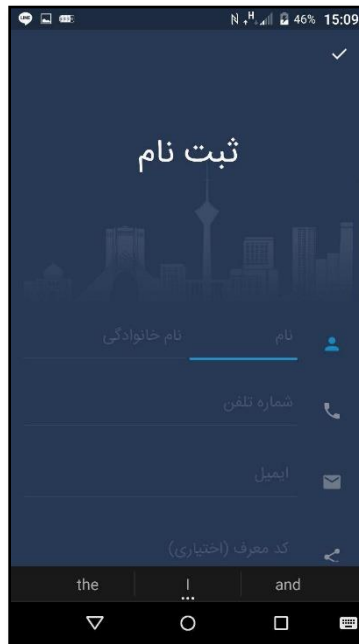 46% 15:09
ثبت نام
نام نام خانوادگی
شماره تلفن
ایمیل
کد معرف (اختیاری)
the I and